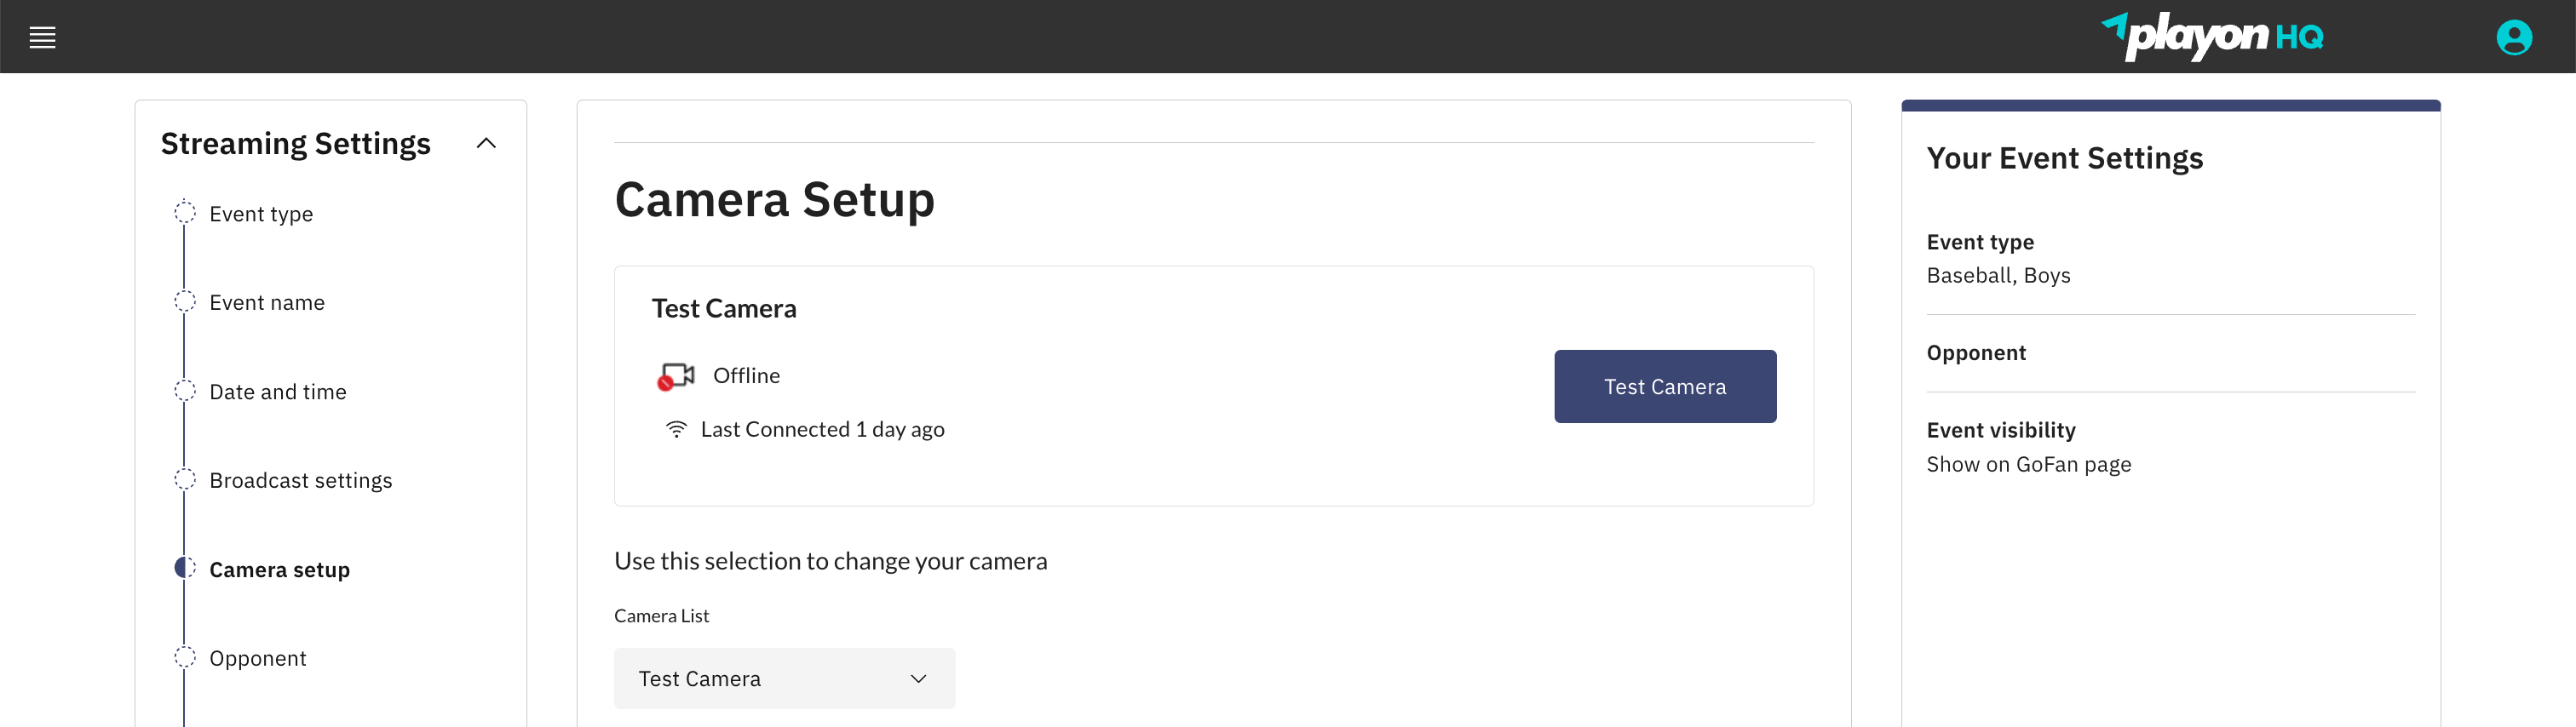 playon HQ
Streaming Settings
Event type
Event name
Date and time
Broadcast settings
Camera setup
Opponent
Camera Setup
Test Camera
Offline
Last Connected 1 day ago
Test Camera
Use this selection to change your camera
Camera List
Test Camera
Your Event Settings
Event type
Baseball, Boys
Opponent
Event visibility
Show on GoFan page